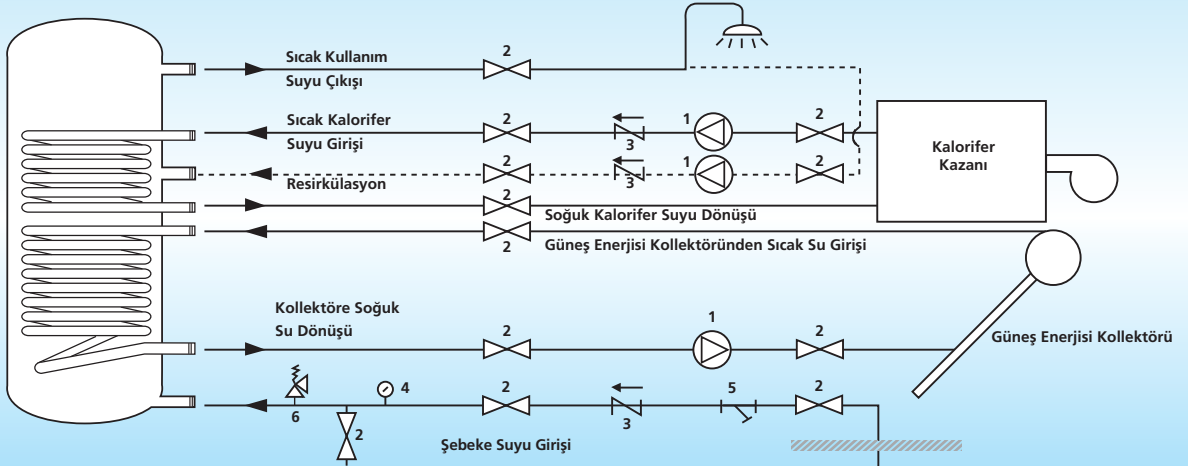 2
Sıcak Kullanım
Suyu Çıkışı
2
1
2
Sıcak Kalorifer
Suyu Girişi
3
Kalorifer
Kazanı
2
1
2
Resirkülasyon
3
2
Soğuk Kalorifer Suyu Dönüşü
2
Güneş Enerjisi Kollektöründen Sıcak Su Girişi
Kollektöre Soğuk
Su Dönüşü
2
1
2
Güneş Enerjisi Kollektörü
6
4
2
3
5
2
2
Şebeke Suyu Girişi